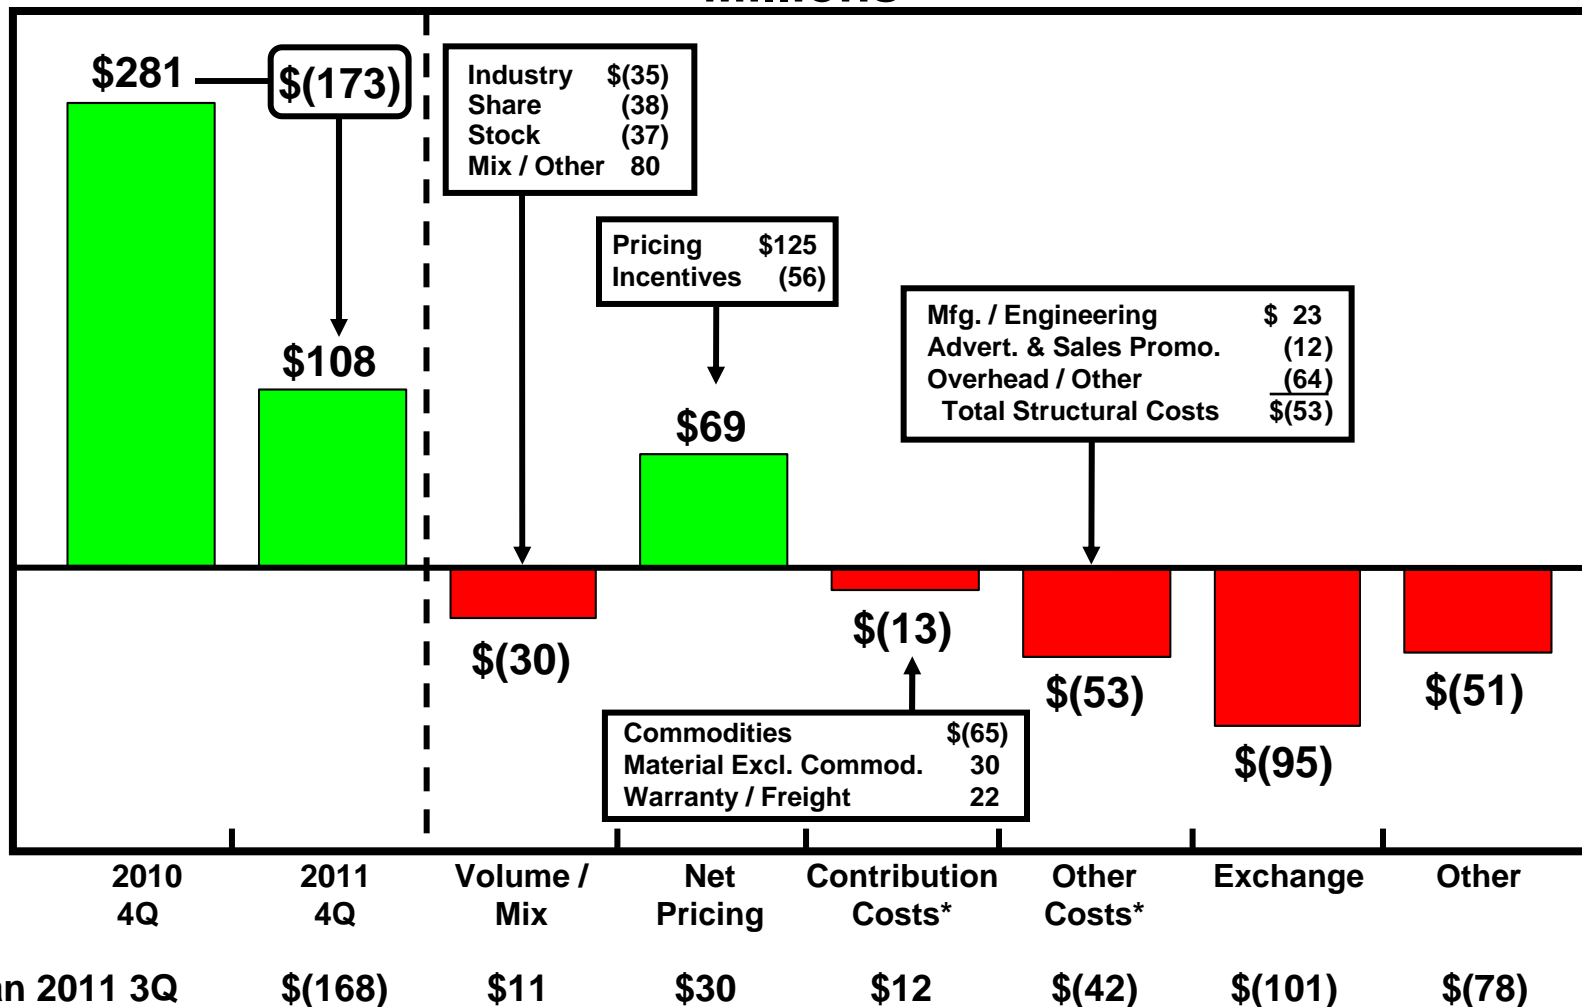 $281
$(173)
Industry $(35)
Share (38)
Stock (37)
Mix / Other 80
Pricing $125
Incentives (56)
Mfg. / Engineering $ 23
Advert. & Sales Promo. (12)
Overhead / Other (64)
Total Structural Costs $(53)
$108
$69
$(30)
$(13)
$(53)
$(95)
$(51)
Commodities $(65)
Material Excl. Commod. 30
Warranty / Freight 22
2010 2011 Volume / Net Contribution Other Exchange Other
4Q 4Q Mix Pricing Costs* Costs*
2011 3Q $(168) $11 $30 $12 $(42) $(101) $(78)